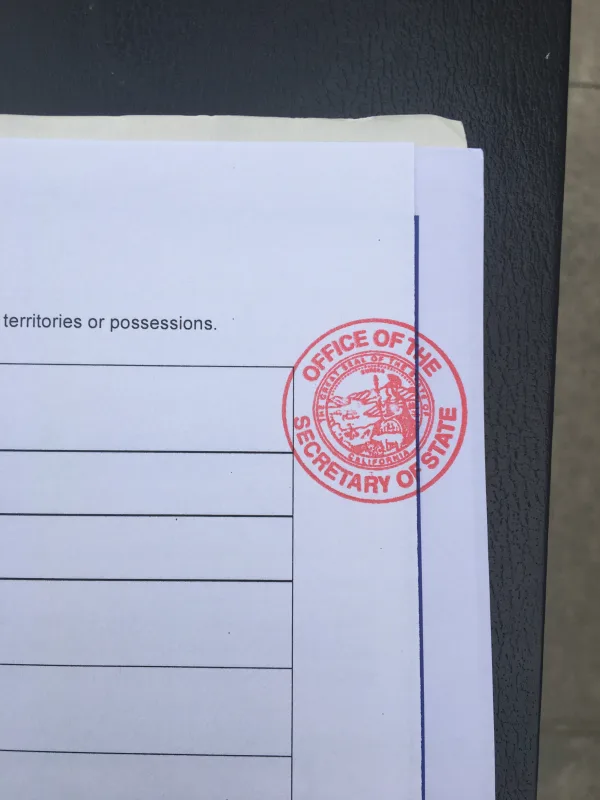 territories or possessions.
OFFICE OF THE
SECRETARY OF STATE
THE GREAT SEAL OF THE STATE OF
CALIFORNIA